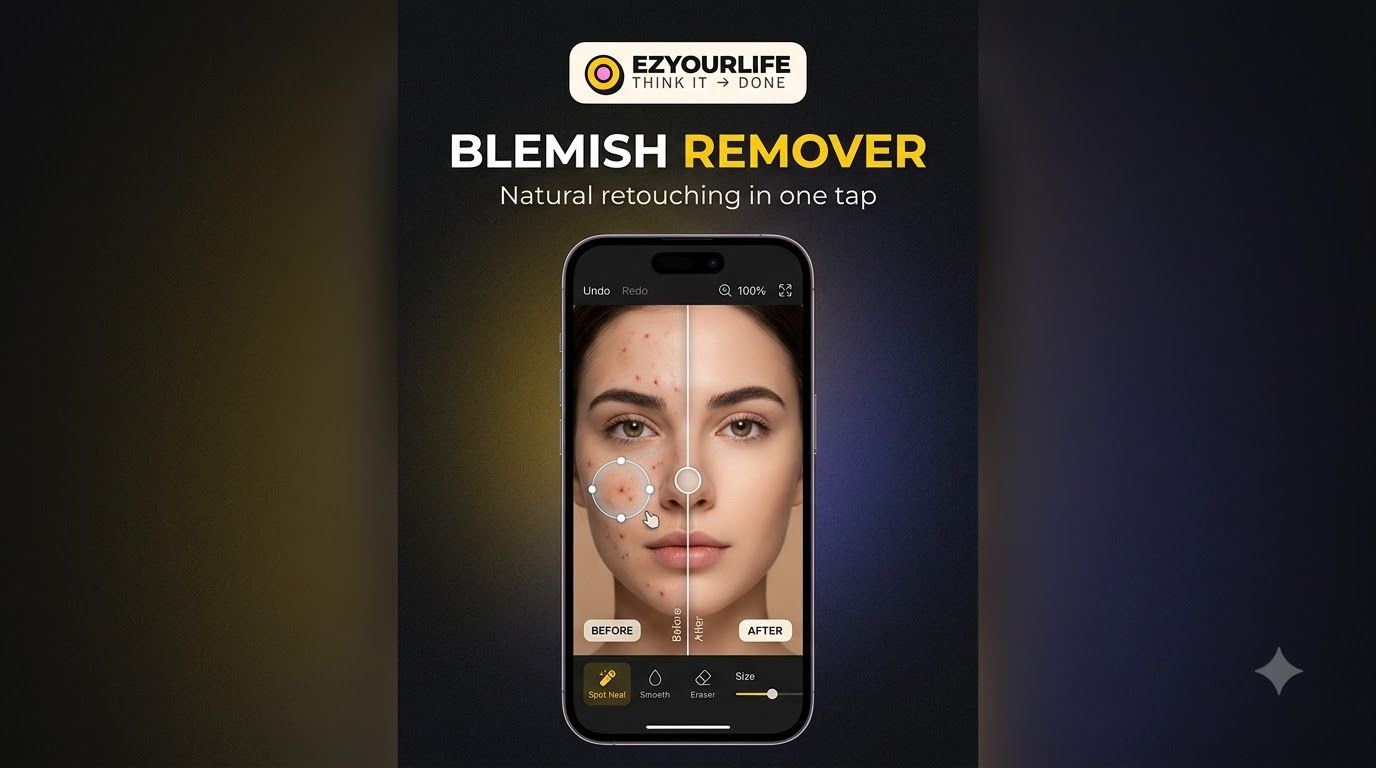 EZYOURLIFE
THINK IT → DONE
BLEMISH REMOVER
Natural retouching in one tap
Undo Redo 100%
BEFORE
Before
After
AFTER
Spot Neal Smoeth Eraser Size